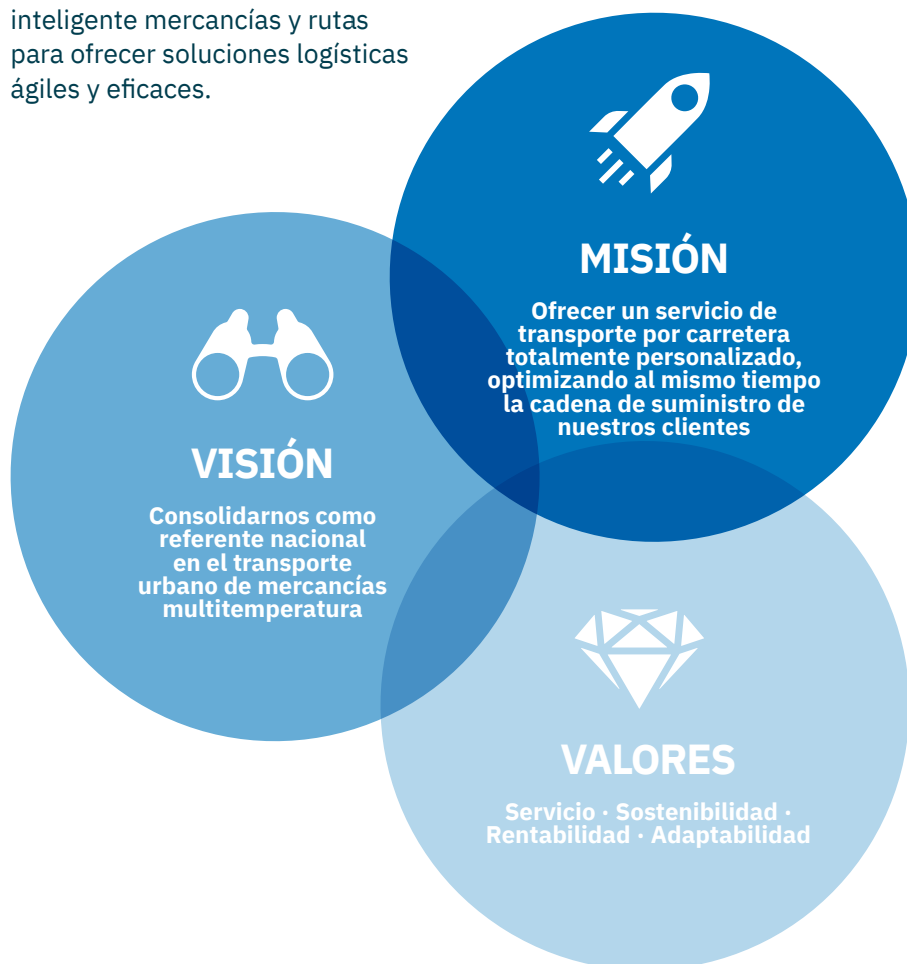 inteligente mercancías y rutas
para ofrecer soluciones logísticas
ágiles y eficaces.
MISIÓN
Ofrecer un servicio de
transporte por carretera
totalmente personalizado,
optimizando al mismo tiempo
la cadena de suministro de
nuestros clientes
VISIÓN
Consolidarnos como
referente nacional
en el transporte
urbano de mercancías
multitemperatura
VALORES
Servicio · Sostenibilidad ·
Rentabilidad · Adaptabilidad